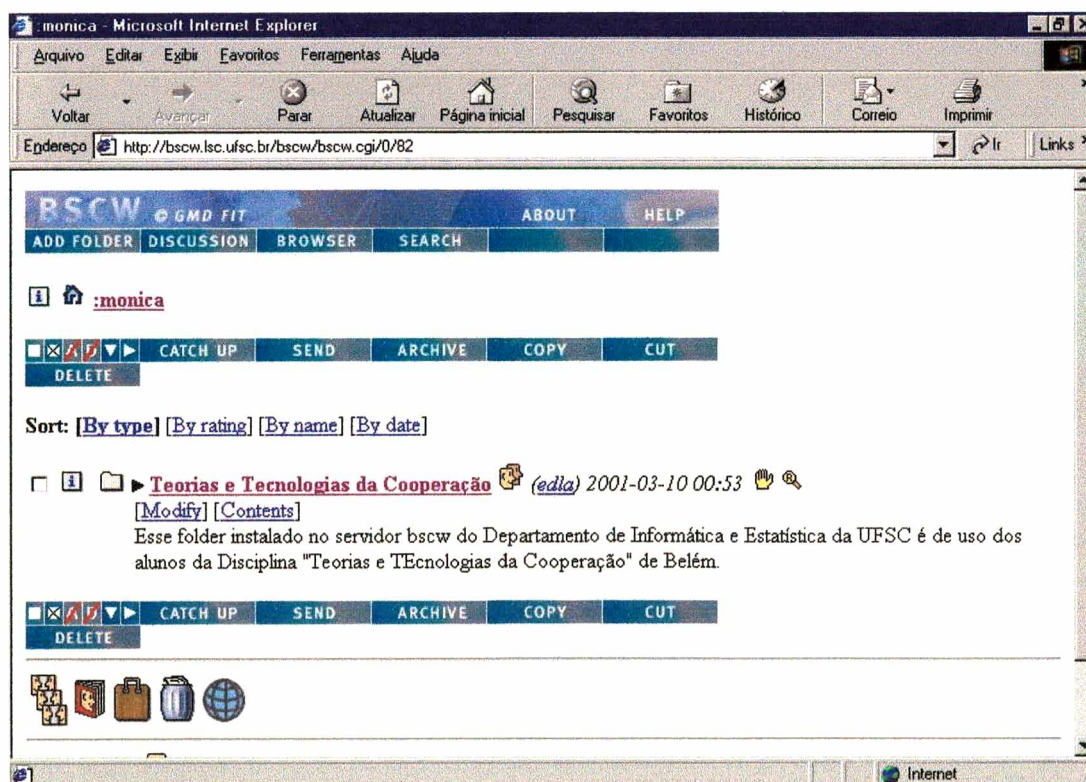 :monica - Microsoft Internet Explorer
Arquivo Editar Exibir Favoritos Ferramentas Ajuda
Voltar Avançar Parar Atualizar Página inicial Pesquisar Favoritos Histórico Correio Imprimir
Endereço http://bscw.lsc.ufsc.br/bscw/bscw.cgi/0/82 Ir Links
BSCW © GMD FIT ABOUT HELP
ADD FOLDER DISCUSSION BROWSER SEARCH
:monica
CATCH UP SEND ARCHIVE COPY CUT
DELETE
Sort: [By type] [By rating] [By name] [By date]
Teorias e Tecnologias da Cooperação (edla) 2001-03-10 00:53
[Modify] [Contents]
Esse folder instalado no servidor bscw do Departamento de Informática e Estatística da UFSC é de uso dos
alunos da Disciplina "Teorias e TEcnologias da Cooperação" de Belém.
CATCH UP SEND ARCHIVE COPY CUT
DELETE
Internet